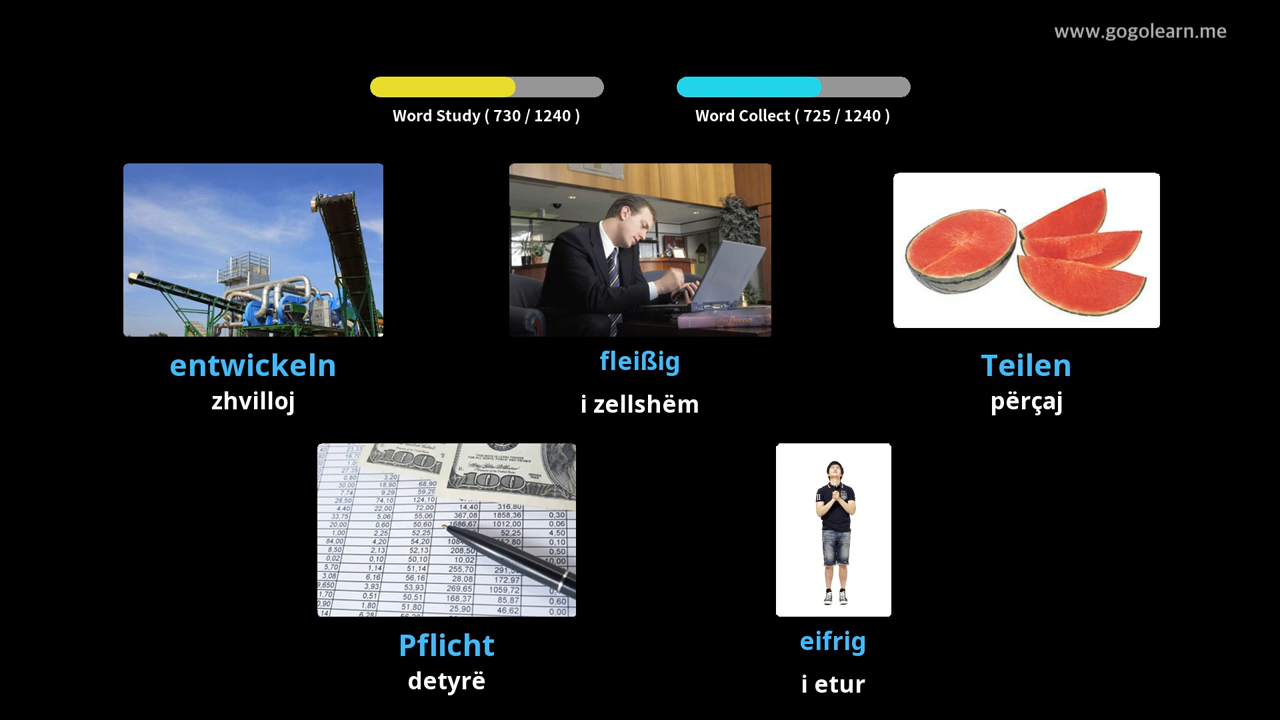 www.gogolearn.me
Word Study ( 730 / 1240 )
Word Collect ( 725 / 1240 )
entwickeln
zhvilloj
fleißig
i zellshëm
Teilen
përçaj
Pflicht
detyrë
eifrig
i etur